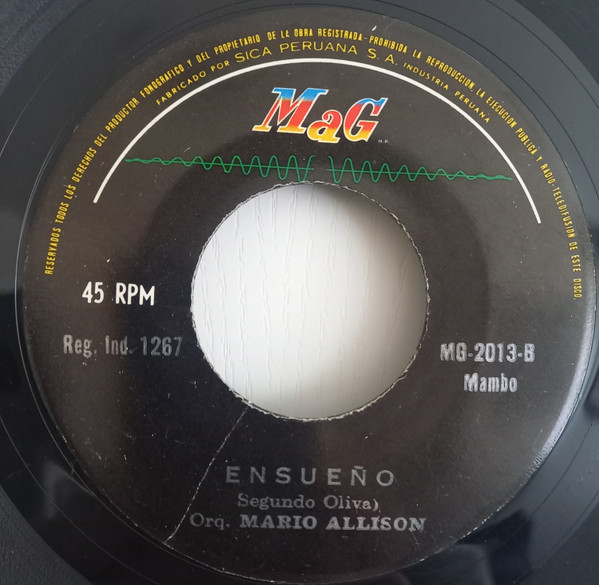 RESERVADOS TODOS LOS DERECHOS DEL PRODUCTOR FONOGRAFICO Y DEL PROPIETARIO DE LA OBRA REGISTRADA-PROHIBIDA LA REPRODUCCION, LA EJECUCION PUBLICA Y RADIO-TELEDIFUSION DE ESTE DISCO.
FABRICADO POR SICA PERUANA S. A. INDUSTRIA PERUANA
MaG
45 RPM
Reg. Ind. 1267
MG-2013-B
Mambo
ENSUEÑO
Segundo Oliva)
Orq. MARIO ALLISON